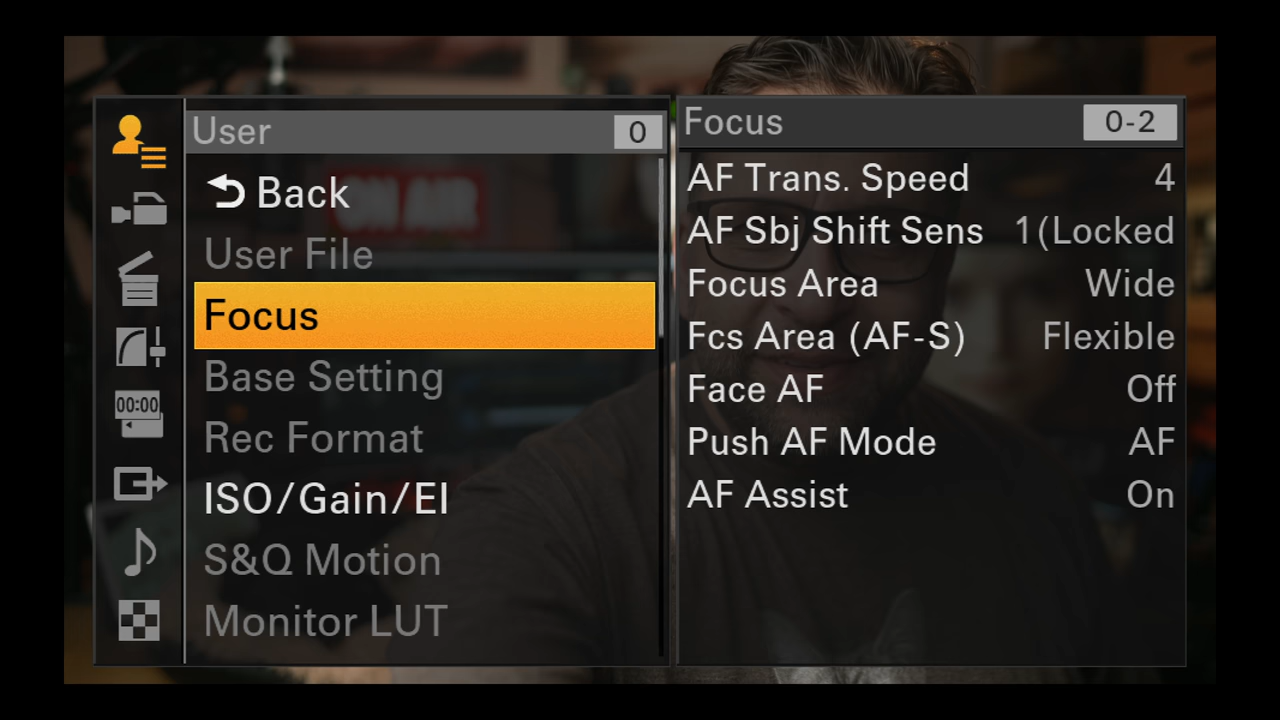 User 0
Back
User File
Focus
Base Setting
Rec Format
ISO/Gain/EI
S&Q Motion
Monitor LUT
00:00
Focus 0-2
AF Trans. Speed 4
AF Sbj Shift Sens 1(Locked
Focus Area Wide
Fcs Area (AF-S) Flexible
Face AF Off
Push AF Mode AF
AF Assist On
ON AIR